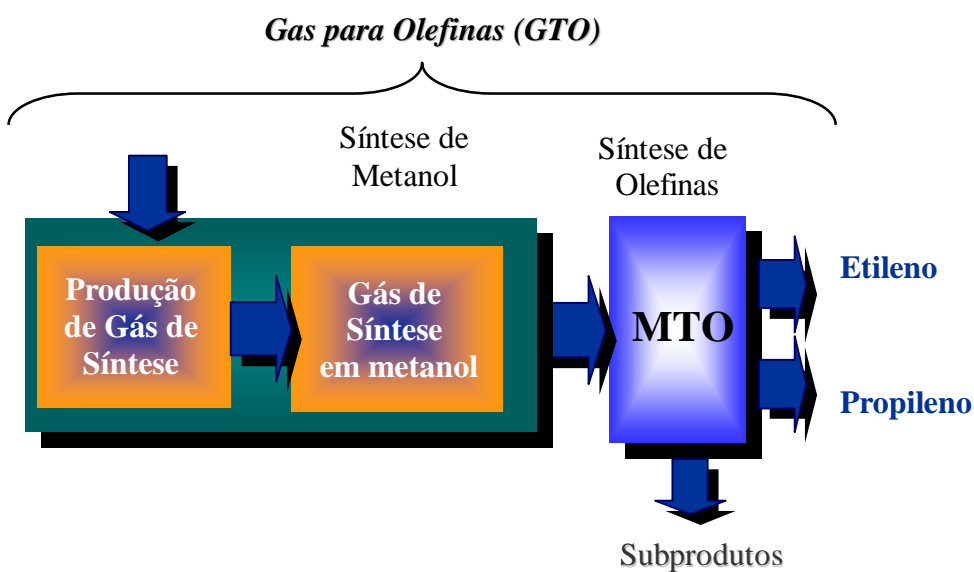 Gas para Olefinas (GTO)
Síntese de
Metanol
Síntese de
Olefinas
Produção
de Gás de
Síntese
Gás de
Síntese
em metanol
MTO
Etileno
Propileno
Subprodutos